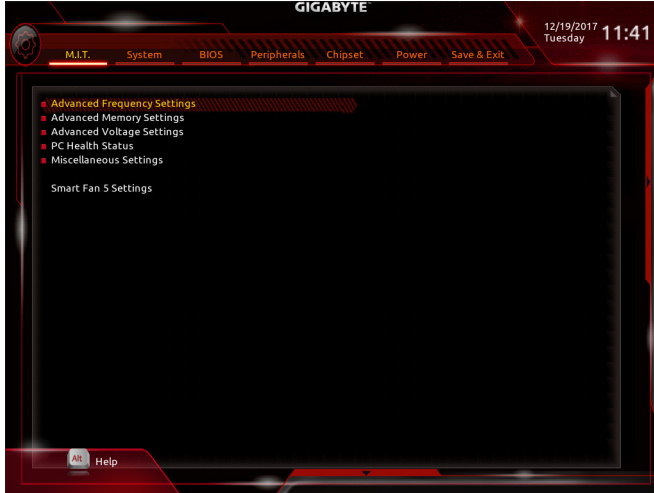 GIGABYTE
12/19/2017
Tuesday
11:41
M.I.T. System BIOS Peripherals Chipset Power Save & Exit
Advanced Frequency Settings
Advanced Memory Settings
Advanced Voltage Settings
PC Health Status
Miscellaneous Settings
Smart Fan 5 Settings
Alt Help